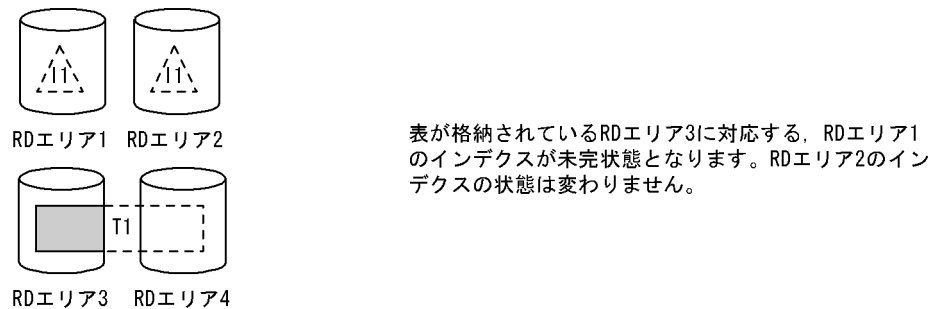 I1 I1
RDエリア1 RDエリア2
表が格納されているRDエリア3に対応する，RDエリア1
のインデクスが未完状態となります。RDエリア2のイン
デクスの状態は変わりません。
T1
RDエリア3 RDエリア4